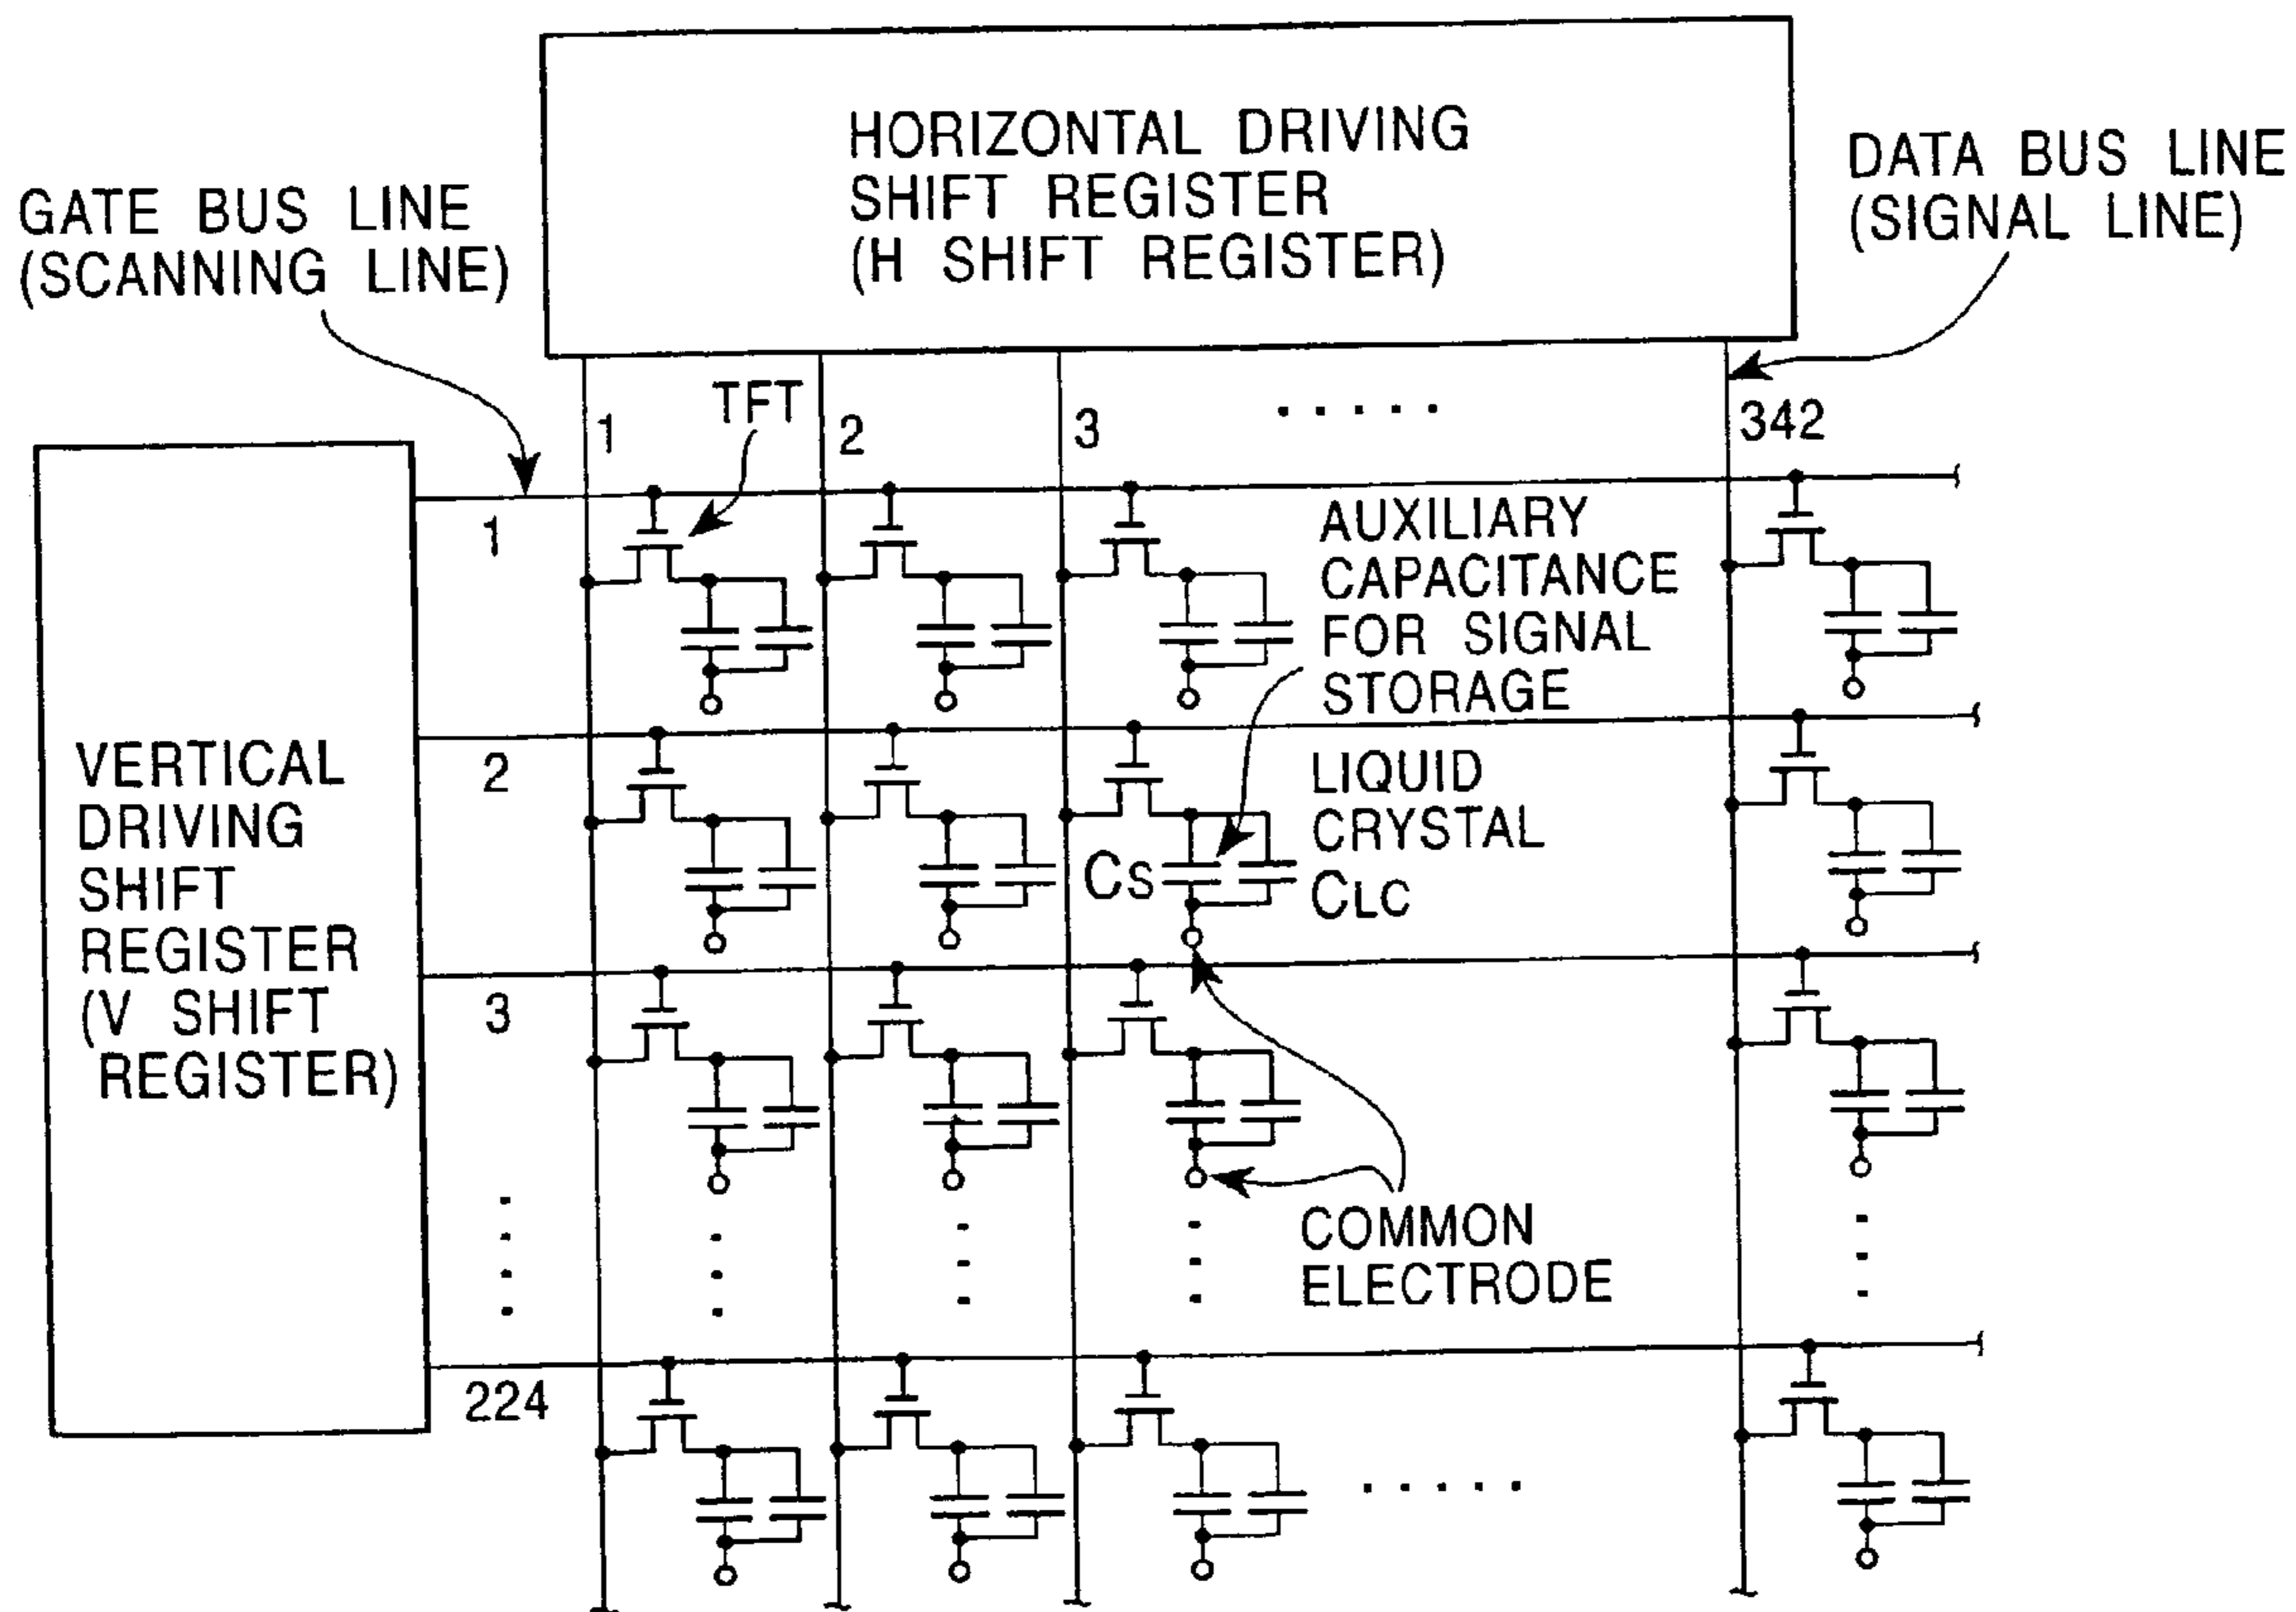 HORIZONTAL DRIVING
SHIFT REGISTER
(H SHIFT REGISTER)
DATA BUS LINE
(SIGNAL LINE)
GATE BUS LINE
(SCANNING LINE)
1
TFT
2
3
.....
342
1
AUXILIARY
CAPACITANCE
FOR SIGNAL
STORAGE
VERTICAL
DRIVING
SHIFT
REGISTER
(V SHIFT
REGISTER)
2
LIQUID
CRYSTAL
CLC
CS
3
COMMON
ELECTRODE
224
.....